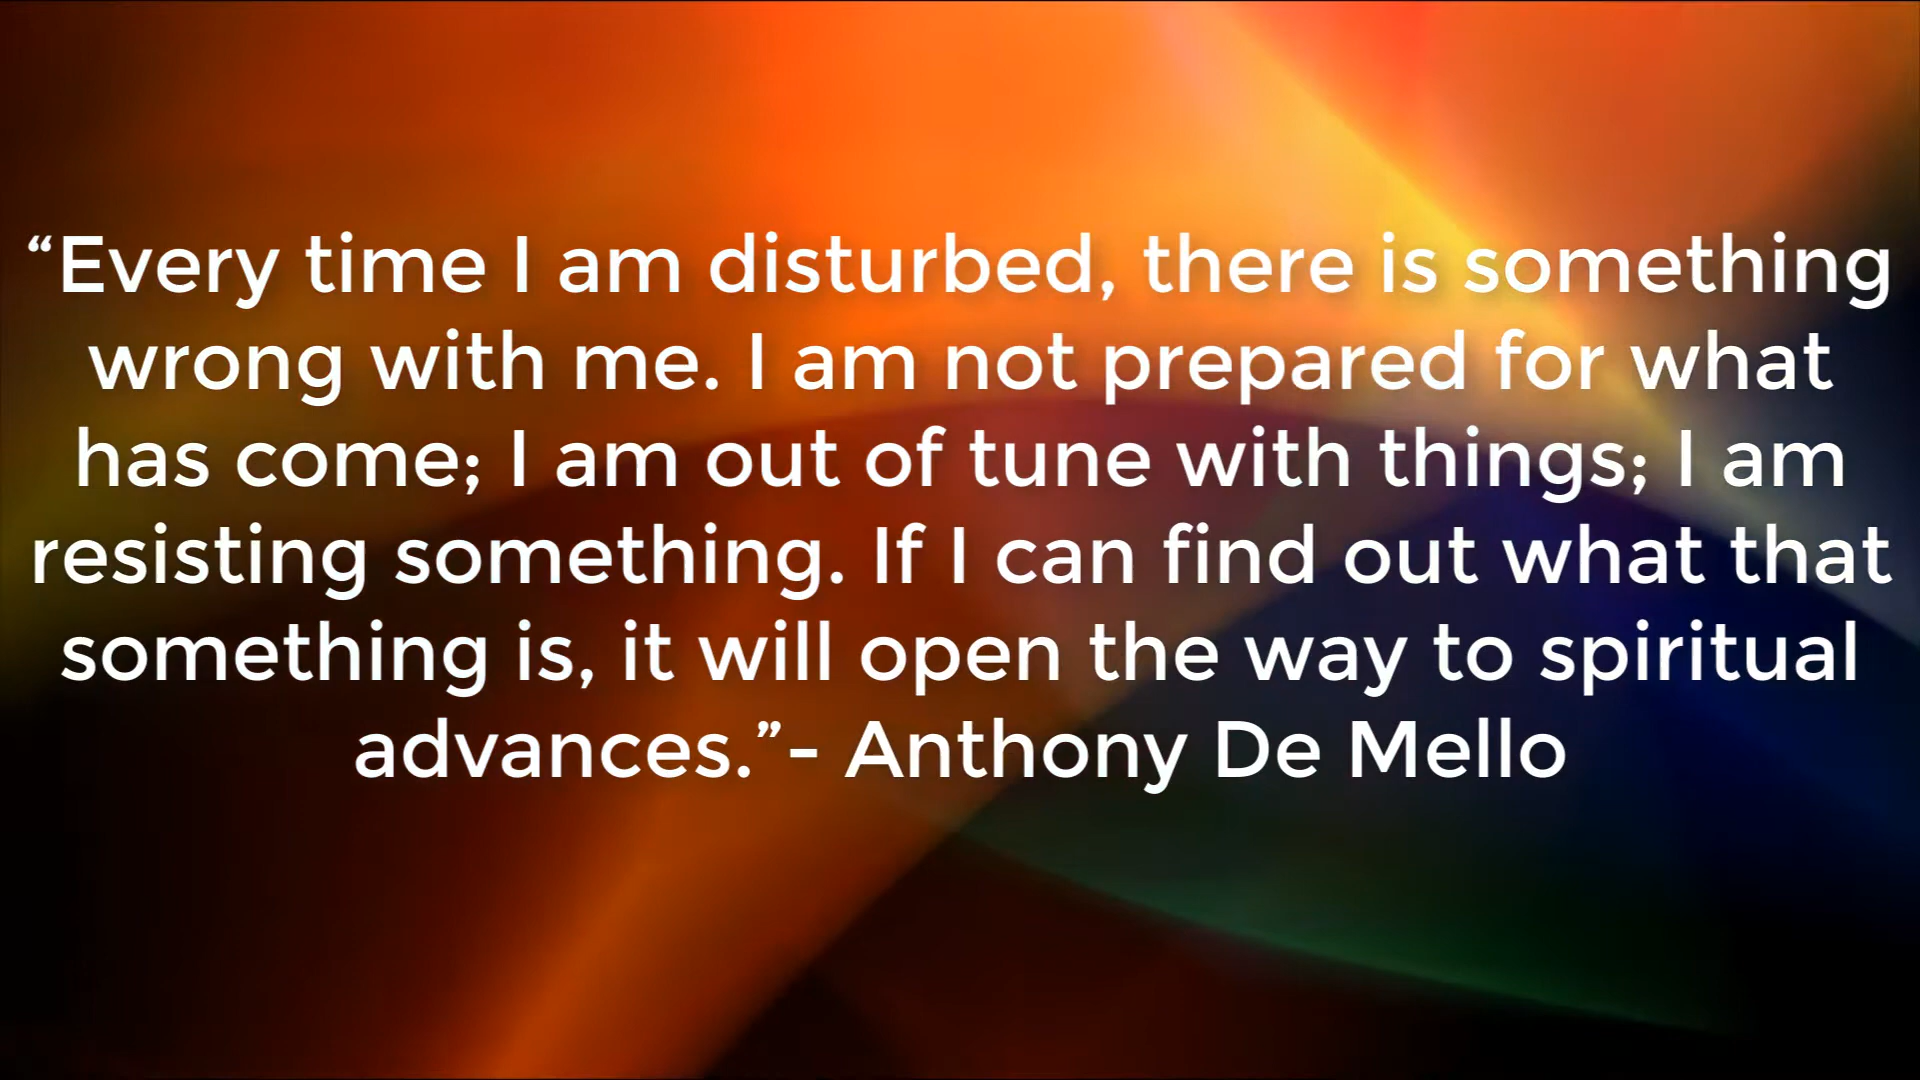 “Every time I am disturbed, there is something
wrong with me. I am not prepared for what
has come; I am out of tune with things; I am
resisting something. If I can find out what that
something is, it will open the way to spiritual
advances.”- Anthony De Mello